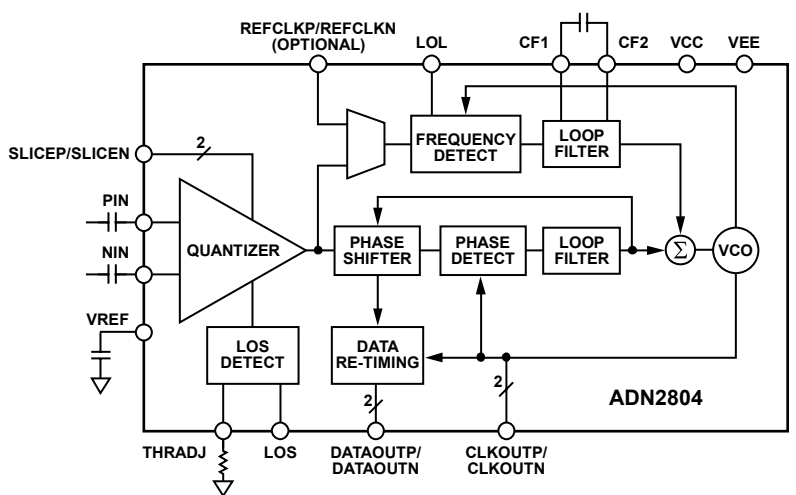 REFCLKP/REFCLKN
(OPTIONAL)
LOL
CF1
CF2
VCC
VEE
SLICEP/SLICEN
2
FREQUENCY
DETECT
LOOP
FILTER
PIN
NIN
QUANTIZER
PHASE
SHIFTER
PHASE
DETECT
LOOP
FILTER
Σ
VCO
VREF
LOS
DETECT
DATA
RE-TIMING
2
2
ADN2804
THRADJ
LOS
DATAOUTP/
DATAOUTN
CLKOUTP/
CLKOUTN